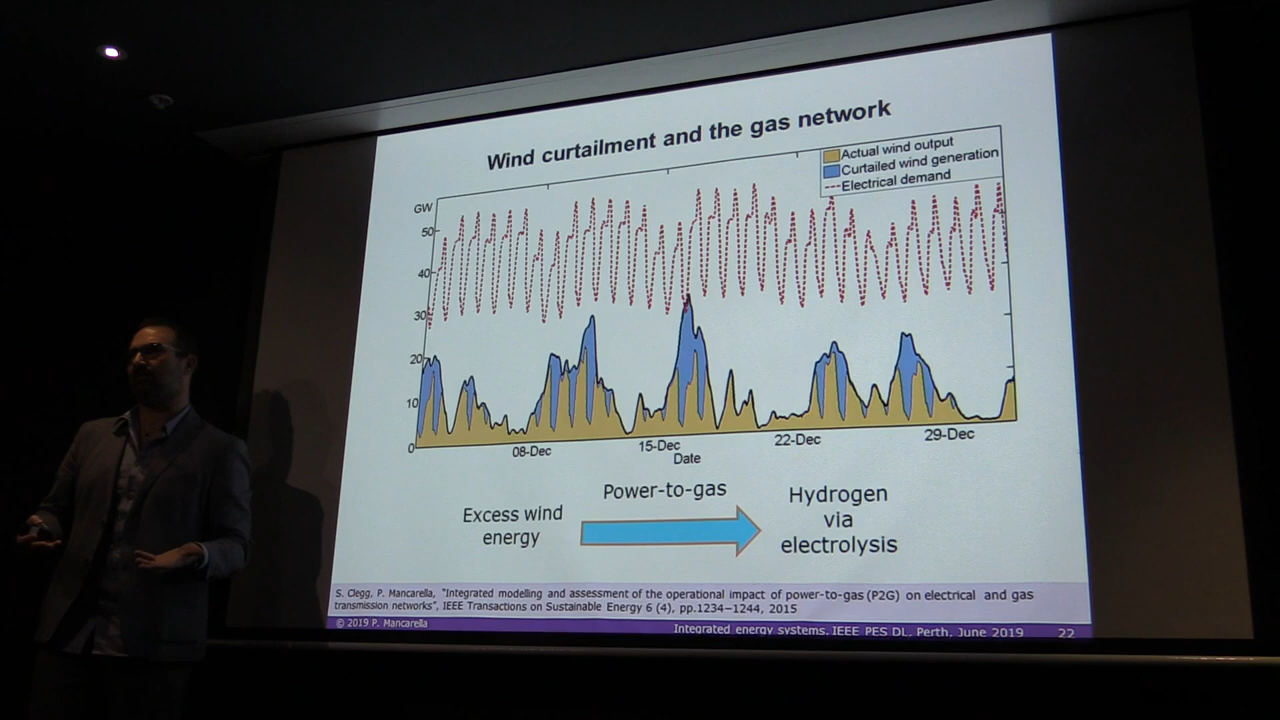 Wind curtailment and the gas network
Actual wind output
Curtailed wind generation
Electrical demand
GW
50
40
30
20
10
0
08-Dec
15-Dec
22-Dec
29-Dec
Date
Excess wind
energy
Power-to-gas
Hydrogen
via
electrolysis
S. Clegg, P. Mancarella, "Integrated modelling and assessment of the operational impact of power-to-gas (P2G) on electrical and gas
transmission networks", IEEE Transactions on Sustainable Energy 6 (4), pp.1234–1244, 2015
© 2019 P. Mancarella
Integrated energy systems, IEEE PES DL, Perth, June 2019
22